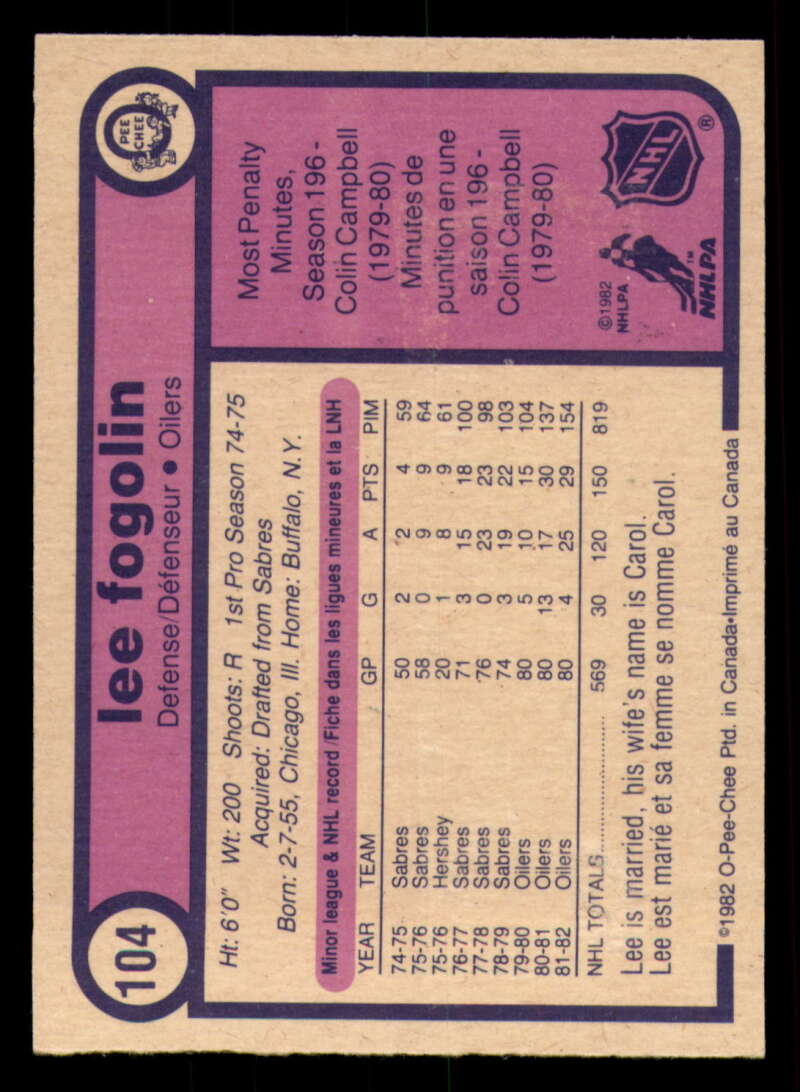 104
lee fogolin
Defense/Défenseur • Oilers
O
PEE
CHEE
Ht: 6'0" Wt: 200 Shoots: R 1st Pro Season 74-75
Acquired: Drafted from Sabres
Born: 2-7-55, Chicago, Ill. Home: Buffalo, N.Y.
Minor league & NHL record/Fiche dans les ligues mineures et la LNH
YEAR TEAM GP G A PTS PIM
74-75 Sabres 50 2 2 4 59
75-76 Sabres 58 0 9 9 64
75-76 Hershey 20 1 8 9 61
76-77 Sabres 71 3 15 18 100
77-78 Sabres 76 0 23 23 98
78-79 Sabres 74 3 19 22 103
79-80 Oilers 80 5 10 15 104
80-81 Oilers 80 13 17 30 137
81-82 Oilers 80 4 25 29 154
NHL TOTALS 569 30 120 150 819
Lee is married, his wife's name is Carol.
Lee est marié et sa femme se nomme Carol.
©1982 O-Pee-Chee Ptd. in Canada•Imprimé au Canada
Most Penalty
Minutes,
Season 196 -
Colin Campbell
(1979-80)
Minutes de
punition en une
saison 196 -
Colin Campbell
(1979-80)
©1982
NHLPA
NHLPA™
NHL®